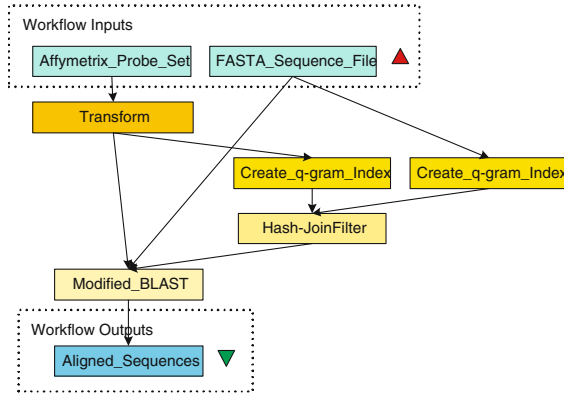 Workflow Inputs
Affymetrix_Probe_Set
FASTA_Sequence_File
Transform
Create_q-gram_Index
Create_q-gram_Index
Hash-JoinFilter
Modified_BLAST
Workflow Outputs
Aligned_Sequences